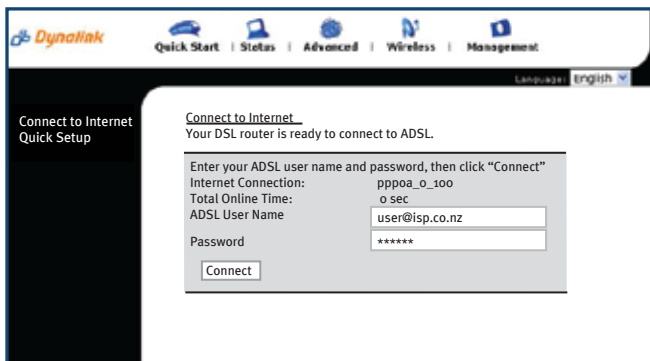 Dynalink
Quick Start | Status | Advanced | Wireless | Management
Language: English
Connect to Internet
Quick Setup
Connect to Internet
Your DSL router is ready to connect to ADSL.
Enter your ADSL user name and password, then click “Connect”
Internet Connection: pppoa_0_100
Total Online Time: 0 sec
ADSL User Name user@isp.co.nz
Password ******
Connect